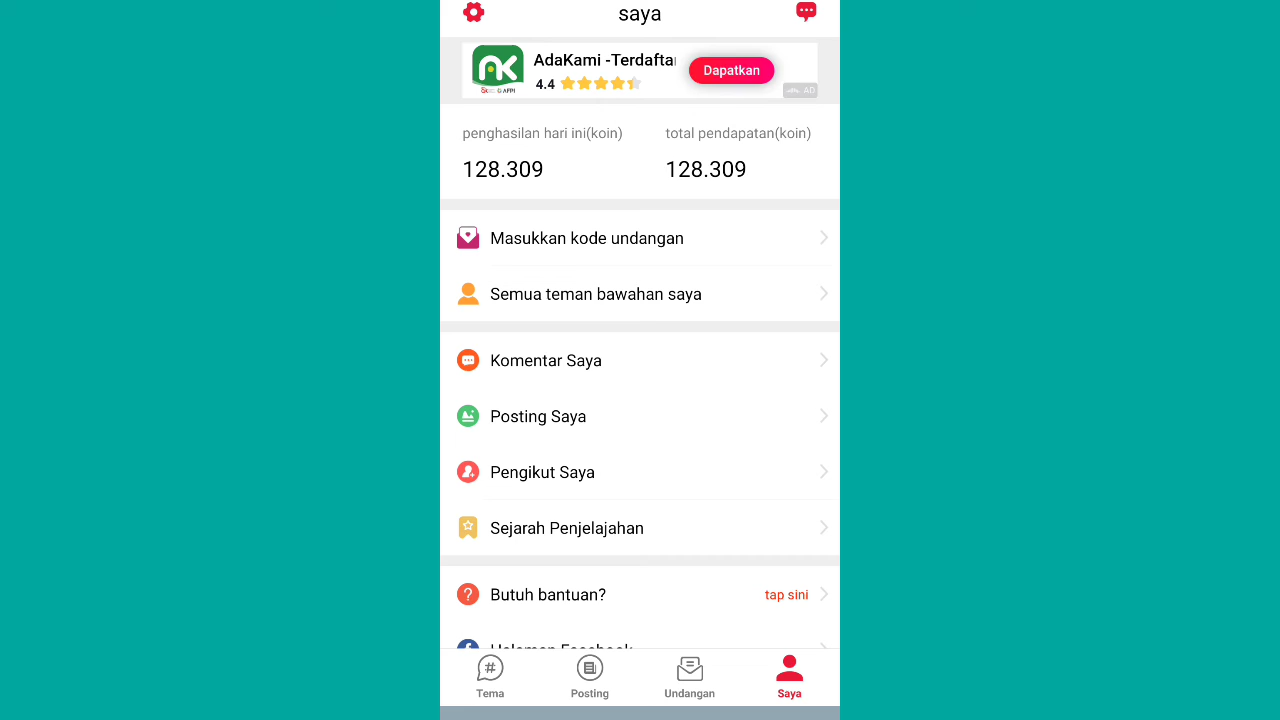 saya
AdaKami -Terdaftar
4.4
Dapatkan
AD
penghasilan hari ini(koin)
total pendapatan(koin)
128.309
128.309
Masukkan kode undangan
Semua teman bawahan saya
Komentar Saya
Posting Saya
Pengikut Saya
Sejarah Penjelajahan
Butuh bantuan?
tap sini
Halaman Facebook
Tema
Posting
Undangan
Saya